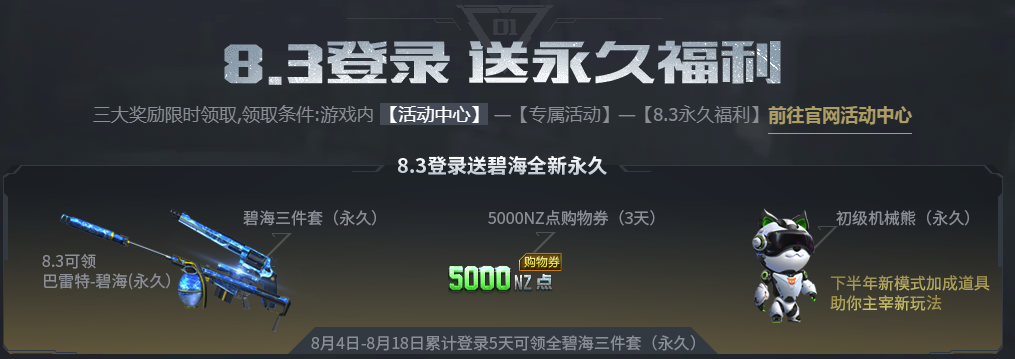 01
8.3登录 送永久福利
三大奖励限时领取,领取条件:游戏内【活动中心】—【专属活动】—【8.3永久福利】前往官网活动中心
8.3登录送碧海全新永久
碧海三件套（永久）
8.3可领
巴雷特-碧海(永久)
5000NZ点购物券（3天）
购物券
5000 NZ 点
初级机械熊（永久）
下半年新模式加成道具
助你主宰新玩法
8月4日-8月18日累计登录5天可领全碧海三件套（永久）